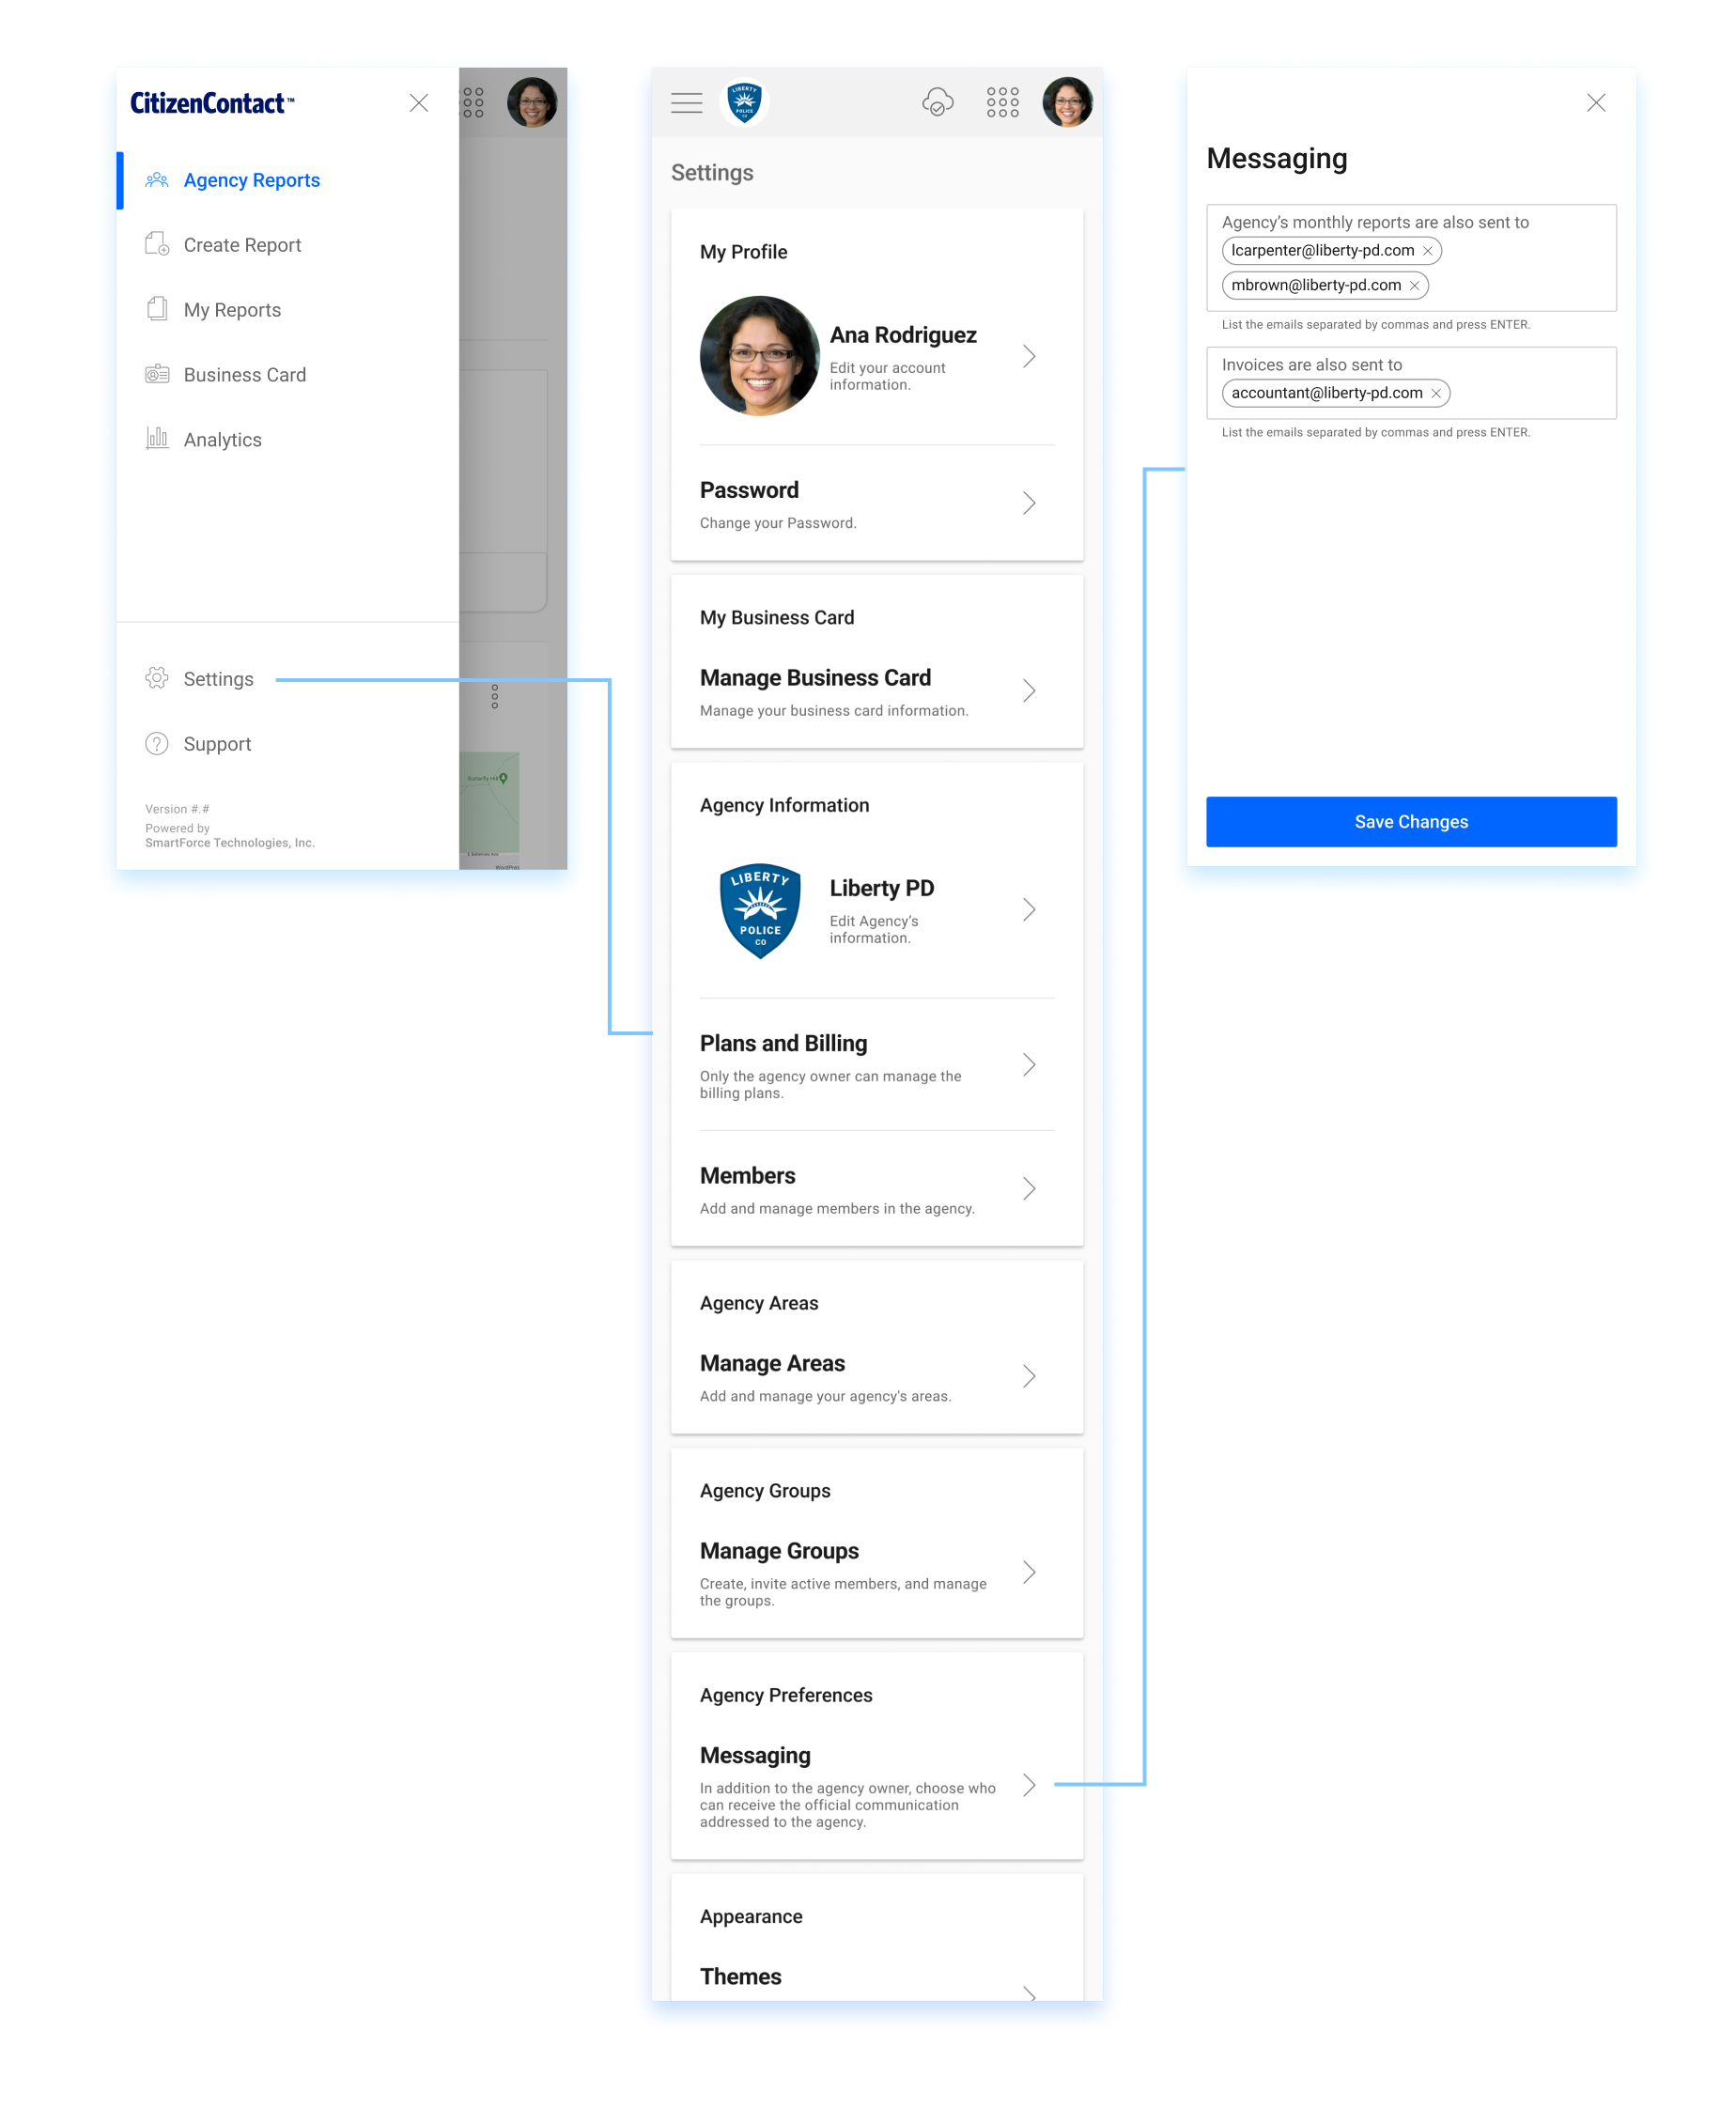 CitizenContact™
Agency Reports
Create Report
My Reports
Business Card
Analytics
Settings
Support
Version #.#
Powered by
SmartForce Technologies, Inc.
Butterfly Hill
E Baltimore Ave
WordPres
LIBERTY
POLICE
CO
Settings
My Profile
Ana Rodriguez
Edit your account
information.
Password
Change your Password.
My Business Card
Manage Business Card
Manage your business card information.
Agency Information
LIBERTY
POLICE
CO
Liberty PD
Edit Agency’s
information.
Plans and Billing
Only the agency owner can manage the
billing plans.
Members
Add and manage members in the agency.
Agency Areas
Manage Areas
Add and manage your agency's areas.
Agency Groups
Manage Groups
Create, invite active members, and manage
the groups.
Agency Preferences
Messaging
In addition to the agency owner, choose who
can receive the official communication
addressed to the agency.
Appearance
Themes
Messaging
Agency’s monthly reports are also sent to
lcarpenter@liberty-pd.com
mbrown@liberty-pd.com
List the emails separated by commas and press ENTER.
Invoices are also sent to
accountant@liberty-pd.com
List the emails separated by commas and press ENTER.
Save Changes